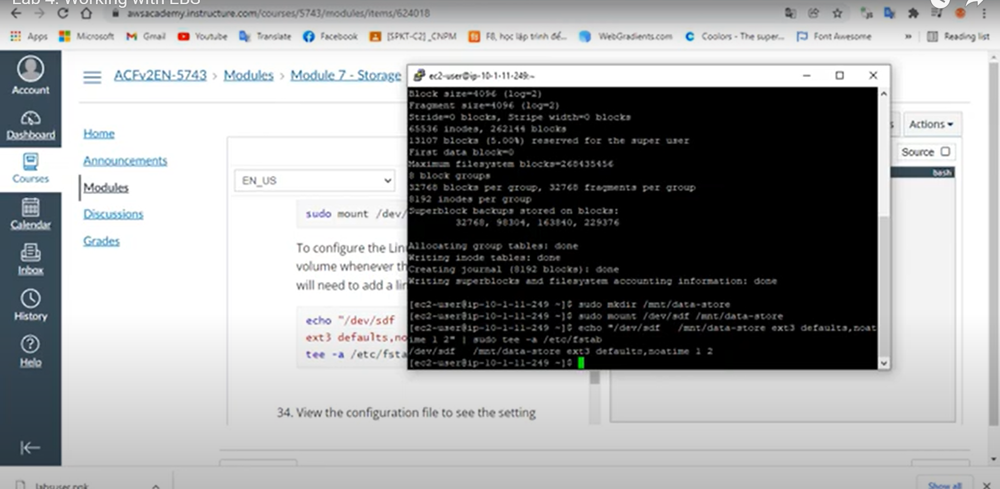 Lab 4: Working with EBS
awsacademy.instructure.com/courses/5743/modules/items/624018
Apps Microsoft Gmail Youtube Translate Facebook [SPKT-C2]_CNPM F8, học lập trình để... WebGradients.com Coolors - The super... Font Awesome » Reading list
Account
Dashboard
Courses
Calendar
Inbox
History
Help
ACFv2EN-5743 › Modules › Module 7 - Storage
Home
Announcements
Modules
Discussions
Grades
EN_US
sudo mount /dev/
To configure the Lin
volume whenever th
will need to add a lin
echo "/dev/sdf
ext3 defaults,no
tee -a /etc/fsta
34. View the configuration file to see the setting
ec2-user@ip-10-1-11-249:~
Block size=4096 (log=2)
Fragment size=4096 (log=2)
Stride=0 blocks, Stripe width=0 blocks
65536 inodes, 262144 blocks
13107 blocks (5.00%) reserved for the super user
First data block=0
Maximum filesystem blocks=268435456
8 block groups
32768 blocks per group, 32768 fragments per group
8192 inodes per group
Superblock backups stored on blocks:
32768, 98304, 163840, 229376
Allocating group tables: done
Writing inode tables: done
Creating journal (8192 blocks): done
Writing superblocks and filesystem accounting information: done
[ec2-user@ip-10-1-11-249 ~]$ sudo mkdir /mnt/data-store
[ec2-user@ip-10-1-11-249 ~]$ sudo mount /dev/sdf /mnt/data-store
[ec2-user@ip-10-1-11-249 ~]$ echo "/dev/sdf /mnt/data-store ext3 defaults,noat
ime 1 2" | sudo tee -a /etc/fstab
/dev/sdf /mnt/data-store ext3 defaults,noatime 1 2
[ec2-user@ip-10-1-11-249 ~]$
s
Actions
Source
bash
labsuser.ppk
Show all